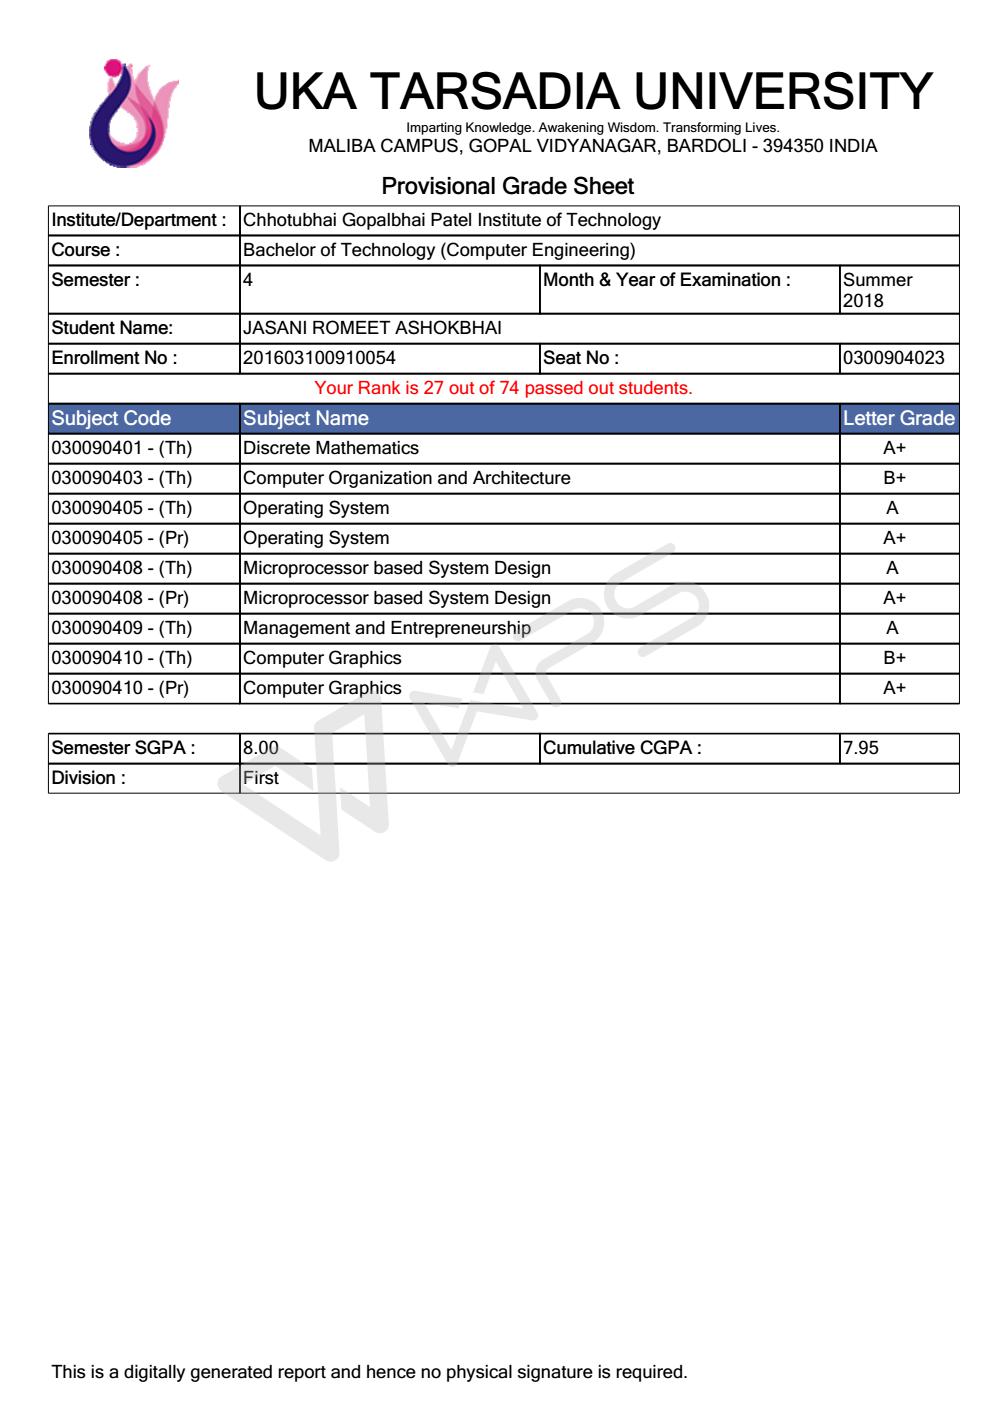 UKA TARSADIA UNIVERSITY
Imparting Knowledge. Awakening Wisdom. Transforming Lives.
MALIBA CAMPUS, GOPAL VIDYANAGAR, BARDOLI - 394350 INDIA
Provisional Grade Sheet
Institute/Department : Chhotubhai Gopalbhai Patel Institute of Technology
Course : Bachelor of Technology (Computer Engineering)
Semester : 4 Month & Year of Examination : Summer
2018
Student Name: JASANI ROMEET ASHOKBHAI
Enrollment No : 201603100910054 Seat No : 0300904023
Your Rank is 27 out of 74 passed out students.
Subject Code Subject Name Letter Grade
030090401 - (Th) Discrete Mathematics A+
030090403 - (Th) Computer Organization and Architecture B+
030090405 - (Th) Operating System A
030090405 - (Pr) Operating System A+
030090408 - (Th) Microprocessor based System Design A
030090408 - (Pr) Microprocessor based System Design A+
030090409 - (Th) Management and Entrepreneurship A
030090410 - (Th) Computer Graphics B+
030090410 - (Pr) Computer Graphics A+
WAPS
Semester SGPA : 8.00 Cumulative CGPA : 7.95
Division : First
This is a digitally generated report and hence no physical signature is required.